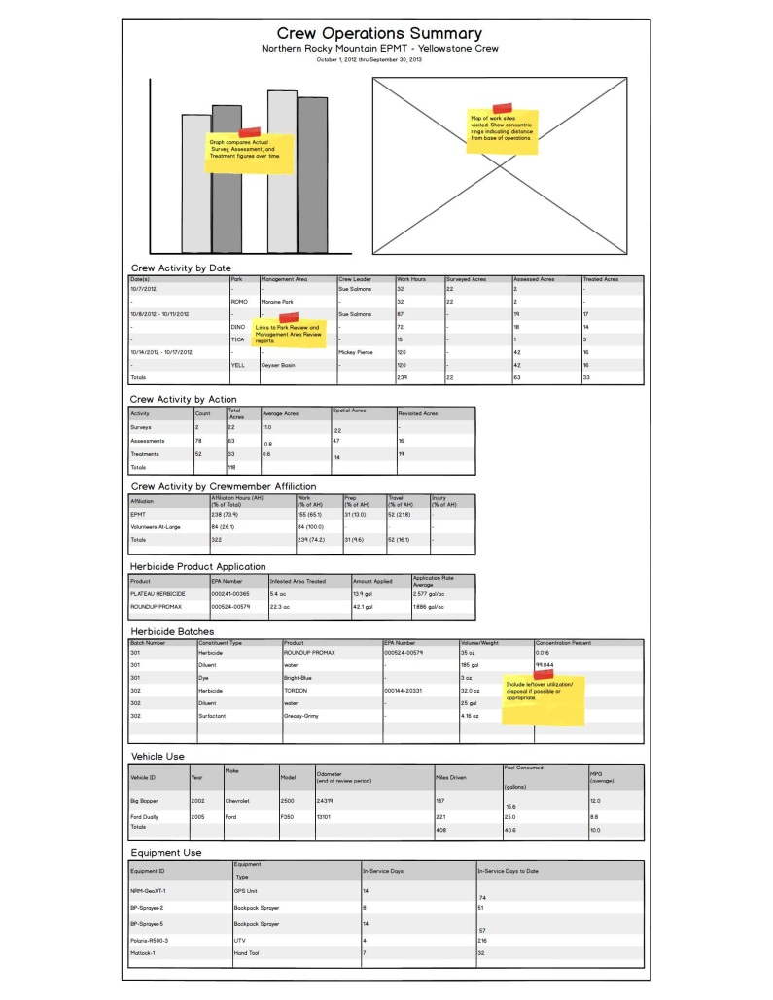 Crew Operations Summary
Northern Rocky Mountain EPMT - Yellowstone Crew
October 1, 2012 thru September 30, 2013
Graph compares Actual
Survey, Assessment, and
Treatment figures over time.
Map of work sites
visited. Show concentric
rings indicating distance
from base of operations.
Crew Activity by Date
Date(s) Park Management Area Crew Leader Work Hours Surveyed Acres Assessed Acres Treated Acres
10/7/2012 - - Sue Salmons 32 22 2 -
- ROMO Moraine Park 32 22 2 -
10/8/2012 - 10/11/2012 - - Sue Salmons 87 - 19 17
- DINO 72 - 18 14
- TICA 15 - 1 3
Links to Park Review and
Management Area Review
reports.
10/14/2012 - 10/17/2012 - - Mickey Pierce 120 - 42 16
- YELL Geyser Basin 120 - 42 16
Totals 239 22 63 33
Crew Activity by Action
Activity Count Total Acres Average Acres Spatial Acres Revisited Acres
Surveys 2 22 11.0 22 -
Assessments 78 63 0.8 47 16
Treatments 52 33 0.6 14 19
Totals 118
Crew Activity by Crewmember Affiliation
Affiliation Affiliation Hours (AH) (% of Total) Work (% of AH) Prep (% of AH) Travel (% of AH) Injury (% of AH)
EPMT 238 (73.9) 155 (65.1) 31 (13.0) 52 (21.8) -
Volunteers At-Large 84 (26.1) 84 (100.0) - - -
Totals 322 239 (74.2) 31 (9.6) 52 (16.1) -
Herbicide Product Application
Product EPA Number Infested Area Treated Amount Applied Application Rate Average
PLATEAU HERBICIDE 000241-00365 5.4 ac 13.9 gal 2.577 gal/ac
ROUNDUP PROMAX 000524-00579 22.3 ac 42.1 gal 1.886 gal/ac
Herbicide Batches
Batch Number Constituent Type Product EPA Number Volume/Weight Concentration Percent
301 Herbicide ROUNDUP PROMAX 000524-00579 35 oz 0.016
301 Diluent water - 185 gal 99.044
301 Dye Bright-Blue - 3 oz
302 Herbicide TORDON 000144-20331 32.0 oz
302 Diluent water - 25 gal
302 Surfactant Greasy-Grimy - 4.16 oz
Include leftover utilization/
disposal if possible or
appropriate.
Vehicle Use
Vehicle ID Year Make Model Odometer (end of review period) Miles Driven Fuel Consumed (gallons) MPG (average)
Big Bopper 2002 Chevrolet 2500 24319 187 15.6 12.0
Ford Dually 2005 Ford F350 13101 221 25.0 8.8
Totals 408 40.6 10.0
Equipment Use
Equipment ID Equipment Type In-Service Days In-Service Days to Date
NRM-GeoXT-1 GPS Unit 14 74
BP-Sprayer-2 Backpack Sprayer 8 51
BP-Sprayer-5 Backpack Sprayer 14 57
Polaris-R500-3 UTV 4 216
Mattock-1 Hand Tool 7 32